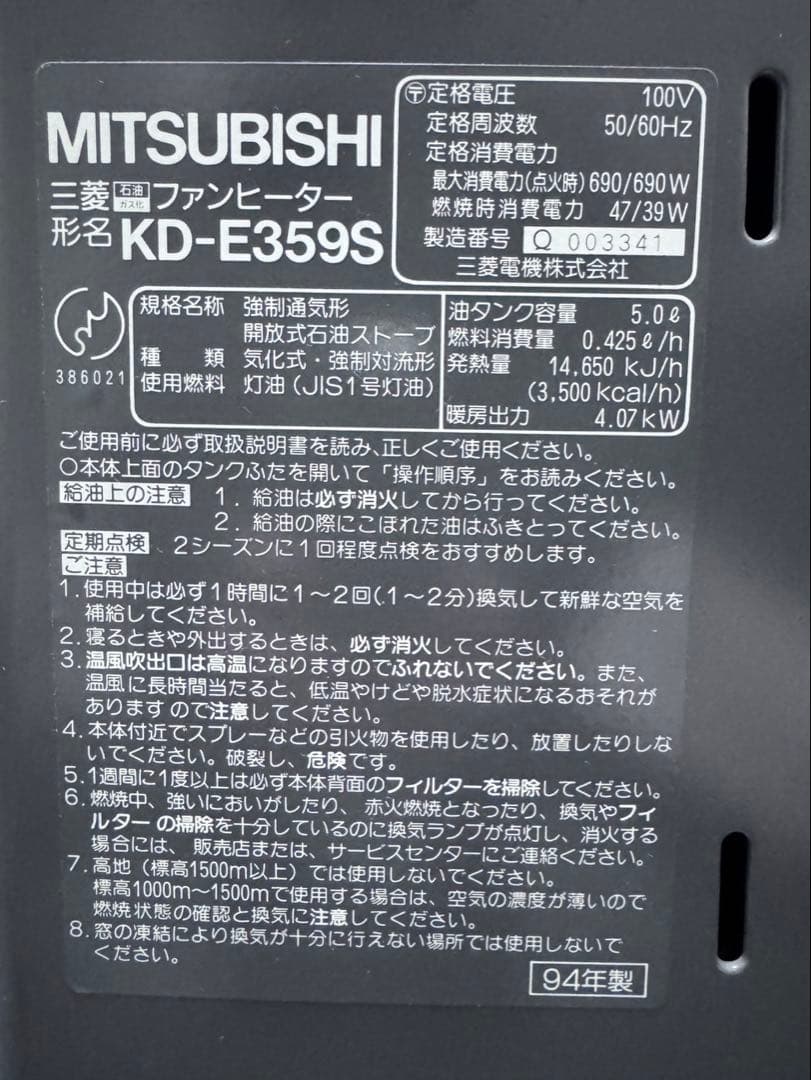 MITSUBISHI
三菱 石油ガス化 ファンヒーター
形名 KD-E359S
〒定格電圧 100V
定格周波数 50/60Hz
定格消費電力
最大消費電力(点火時) 690/690W
燃焼時消費電力 47/39W
製造番号 Q 003341
三菱電機株式会社
386021
規格名称 強制通気形
開放式石油ストーブ
種 類 気化式・強制対流形
使用燃料 灯油(JIS1号灯油)
油タンク容量 5.0ℓ
燃料消費量 0.425ℓ/h
発熱量 14,650 kJ/h
(3,500kcal/h)
暖房出力 4.07kW
ご使用前に必ず取扱説明書を読み、正しくご使用ください。
○本体上面のタンクふたを開いて「操作順序」をお読みください。
給油上の注意 1. 給油は必ず消火してから行ってください。
2. 給油の際にこぼれた油はふきとってください。
定期点検 2シーズンに1回程度点検をおすすめします。
ご注意
1. 使用中は必ず1時間に1〜2回(1〜2分)換気して新鮮な空気を
補給してください。
2. 寝るときや外出するときは、必ず消火してください。
3. 温風吹出口は高温になりますのでふれないでください。また、
温風に長時間当たると、低温やけどや脱水症状になるおそれが
ありますので注意してください。
4. 本体付近でスプレーなどの引火物を使用したり、放置したりしな
いでください。破裂し、危険です。
5. 1週間に1度以上は必ず本体背面のフィルターを掃除してください。
6. 燃焼中、強いにおいがしたり、赤火燃焼となったり、換気やフィ
ルターの掃除を十分しているのに換気ランプが点灯し、消火する
場合には、販売店または、サービスセンターにご連絡ください。
7. 高地(標高1500m以上)では使用しないでください。
標高1000m〜1500mで使用する場合は、空気の濃度が薄いので
燃焼状態の確認と換気に注意してください。
8. 窓の凍結により換気が十分に行えない場所では使用しないで
ください。
94年製